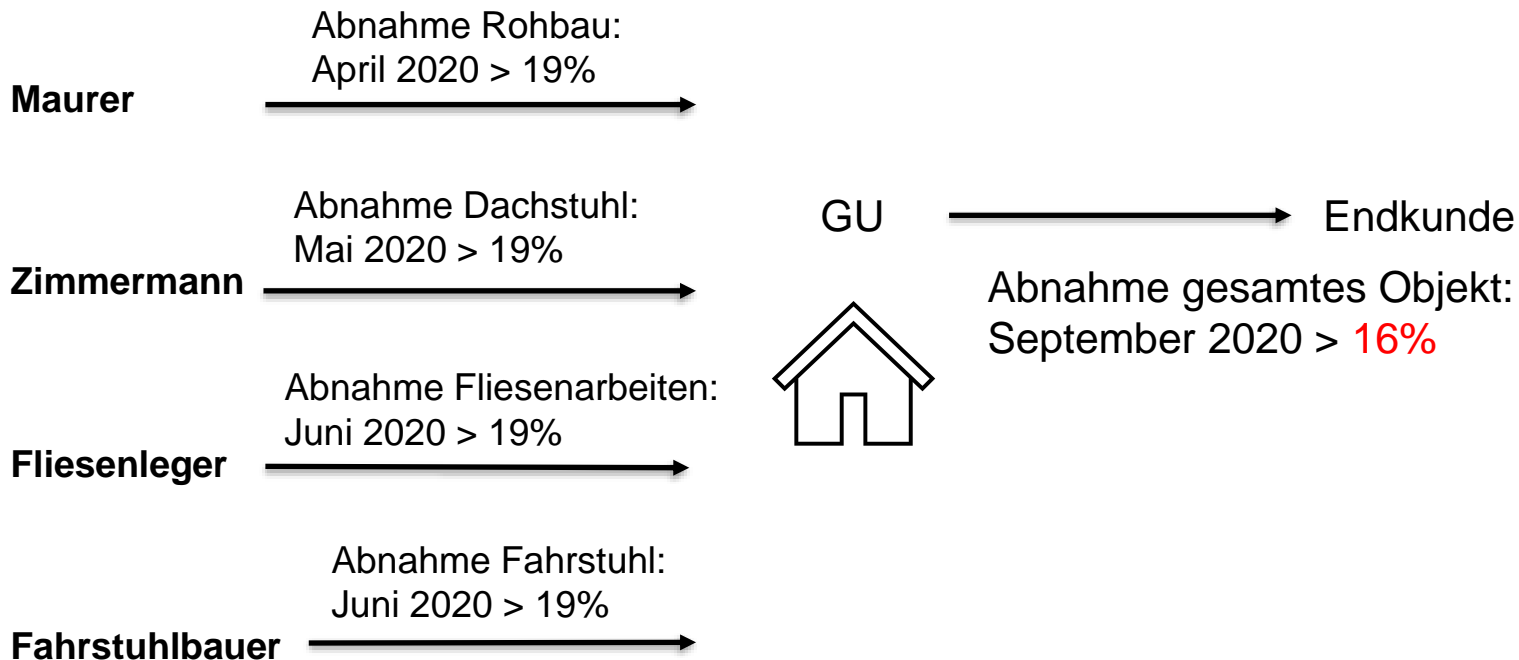 Abnahme Rohbau:
April 2020 > 19%
Maurer
Abnahme Dachstuhl:
Mai 2020 > 19%
Zimmermann
Abnahme Fliesenarbeiten:
Juni 2020 > 19%
Fliesenleger
Abnahme Fahrstuhl:
Juni 2020 > 19%
Fahrstuhlbauer
GU
Endkunde
Abnahme gesamtes Objekt:
September 2020 > 16%